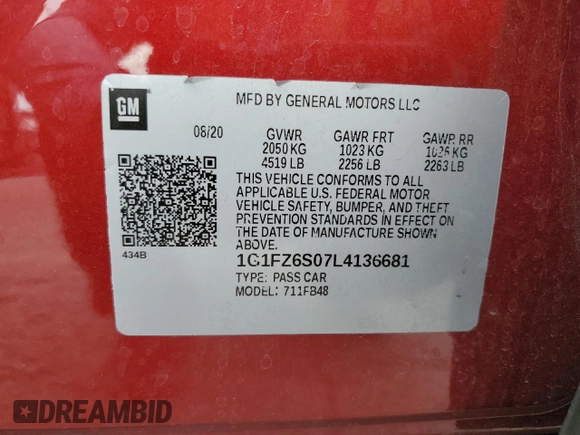 GM
MFD BY GENERAL MOTORS LLC
08/20 GVWR GAWR FRT GAWR RR
2050 KG 1023 KG 1026 KG
4519 LB 2256 LB 2263 LB
THIS VEHICLE CONFORMS TO ALL
APPLICABLE U.S. FEDERAL MOTOR
VEHICLE SAFETY, BUMPER, AND THEFT
PREVENTION STANDARDS IN EFFECT ON
THE DATE OF MANUFACTURE SHOWN
ABOVE.
434B
1G1FZ6S07L4136681
TYPE: PASS CAR
MODEL: 711FB48
DREAMBID